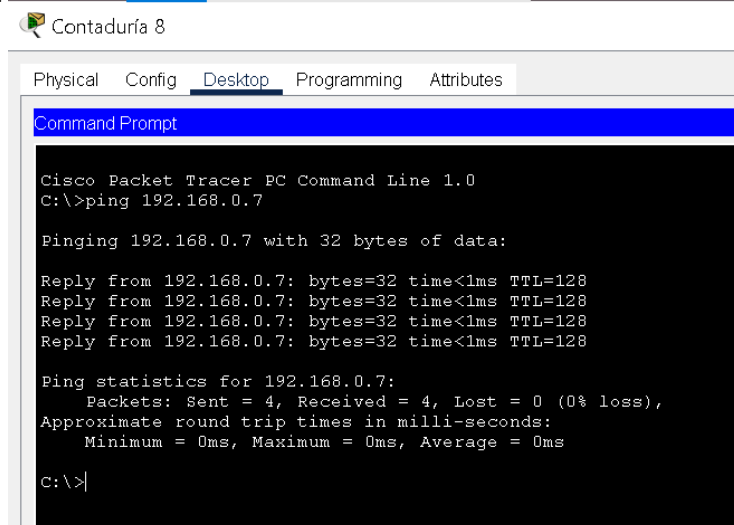 Contaduría 8
Physical Config Desktop Programming Attributes
Command Prompt
Cisco Packet Tracer PC Command Line 1.0
C:\>ping 192.168.0.7
Pinging 192.168.0.7 with 32 bytes of data:
Reply from 192.168.0.7: bytes=32 time<1ms TTL=128
Reply from 192.168.0.7: bytes=32 time<1ms TTL=128
Reply from 192.168.0.7: bytes=32 time<1ms TTL=128
Reply from 192.168.0.7: bytes=32 time<1ms TTL=128
Ping statistics for 192.168.0.7:
Packets: Sent = 4, Received = 4, Lost = 0 (0% loss),
Approximate round trip times in milli-seconds:
Minimum = 0ms, Maximum = 0ms, Average = 0ms
C:\>